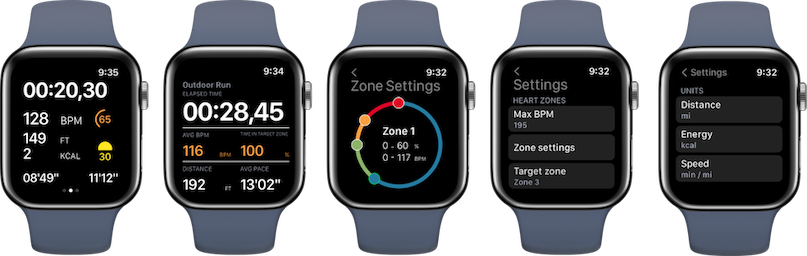 9:35
00:20,30
128 BPM 65
149 FT
2 KCAL 30
08'49" 11'12"
9:34
Outdoor Run
ELAPSED TIME
00:28,45
AVG BPM TIME IN TARGET ZONE
116 BPM 100 %
DISTANCE AVG PACE
192 FT 13'02"
9:32
Zone Settings
Zone 1
0 - 60 %
0 - 117 BPM
9:32
Settings
HEART ZONES
Max BPM
195
Zone settings
Target zone
Zone 3
Settings 9:32
UNITS
Distance
mi
Energy
kcal
Speed
min / mi